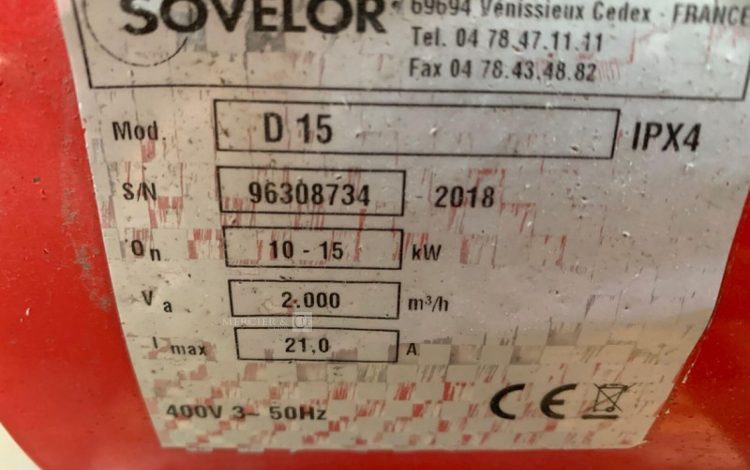 SOVELOR 69694 Vénissieux Cedex - FRANCE
Tel. 04 78.47.11.11
Fax 04 78.43.48.82
Mod. D 15 IPX4
S/N 96308734 2018
Qn 10 - 15 kW
Va 2.000 m³/h
MERCIER &
I max 21,0 A
400V 3~ 50Hz CE